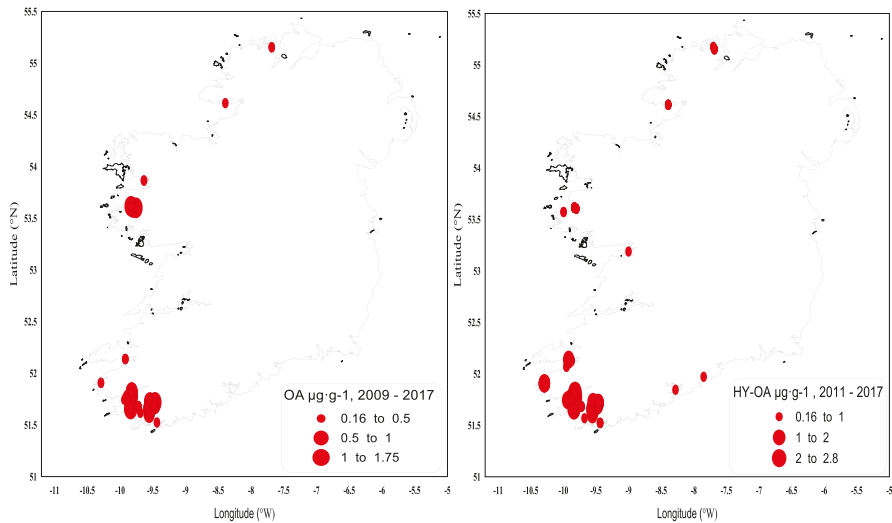 55.5
55
54.5
54
53.5
53
52.5
52
51.5
51
Latitude (°N)
-11 -10.5 -10 -9.5 -9 -8.5 -8 -7.5 -7 -6.5 -6 -5.5 -5
Longitude (°W)
OA µg·g-1, 2009 - 2017
0.16 to 0.5
0.5 to 1
1 to 1.75
55.5
55
54.5
54
53.5
53
52.5
52
51.5
51
Latitude (°N)
-11 -10.5 -10 -9.5 -9 -8.5 -8 -7.5 -7 -6.5 -6 -5.5 -5
Longitude (°W)
HY-OA µg·g-1 , 2011 - 2017
0.16 to 1
1 to 2
2 to 2.8